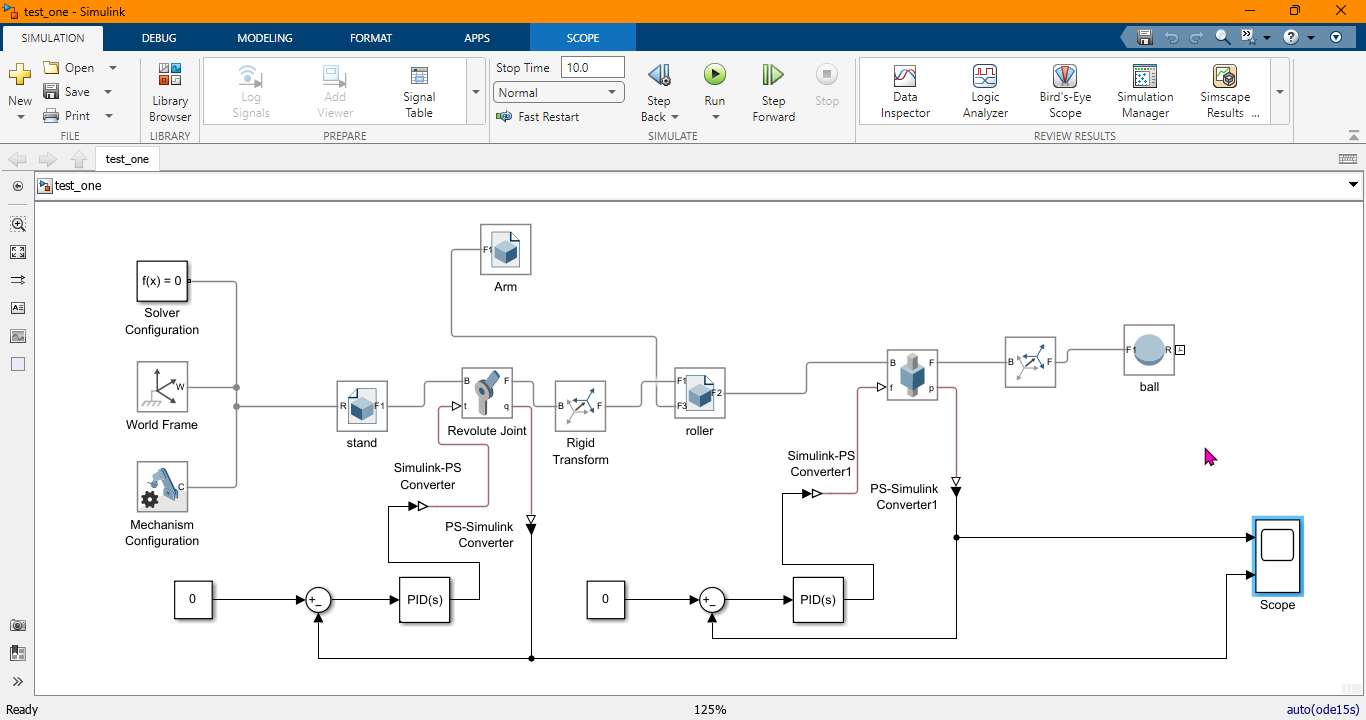 test_one - Simulink
SIMULATION
DEBUG
MODELING
FORMAT
APPS
SCOPE
New
Open
Save
Print
FILE
Library
Browser
LIBRARY
Log
Signals
Add
Viewer
Signal
Table
PREPARE
Stop Time
10.0
Normal
Fast Restart
Step
Back
Run
Step
Forward
Stop
SIMULATE
Data
Inspector
Logic
Analyzer
Bird's-Eye
Scope
Simulation
Manager
Simscape
Results ...
REVIEW RESULTS
test_one
test_one
F1
Arm
f(x) = 0
Solver
Configuration
W
World Frame
C
Mechanism
Configuration
R
F1
stand
B
F
t
q
Revolute Joint
B
F
Rigid
Transform
F1
F2
F3
roller
B
F
f
p
B
F
F1
R
ball
Simulink-PS
Converter
PS-Simulink
Converter
Simulink-PS
Converter1
PS-Simulink
Converter1
0
PID(s)
0
PID(s)
Scope
Ready
125%
auto(ode15s)